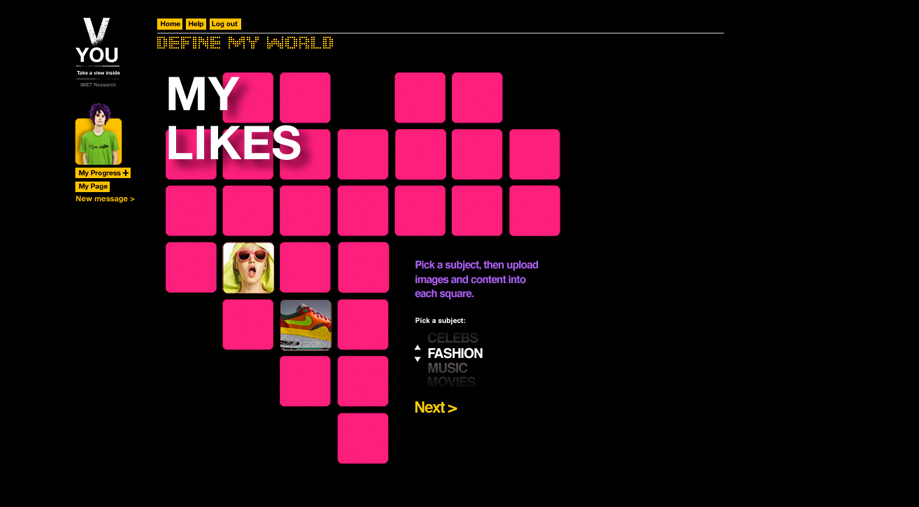 V
YOU
Take a view inside
IMET Research
Home
Help
Log out
DEFINE MY WORLD
MY
LIKES
My Progress +
My Page
New message >
Pick a subject, then upload
images and content into
each square.
Pick a subject:
CELEBS
FASHION
MUSIC
MOVIES
Next >